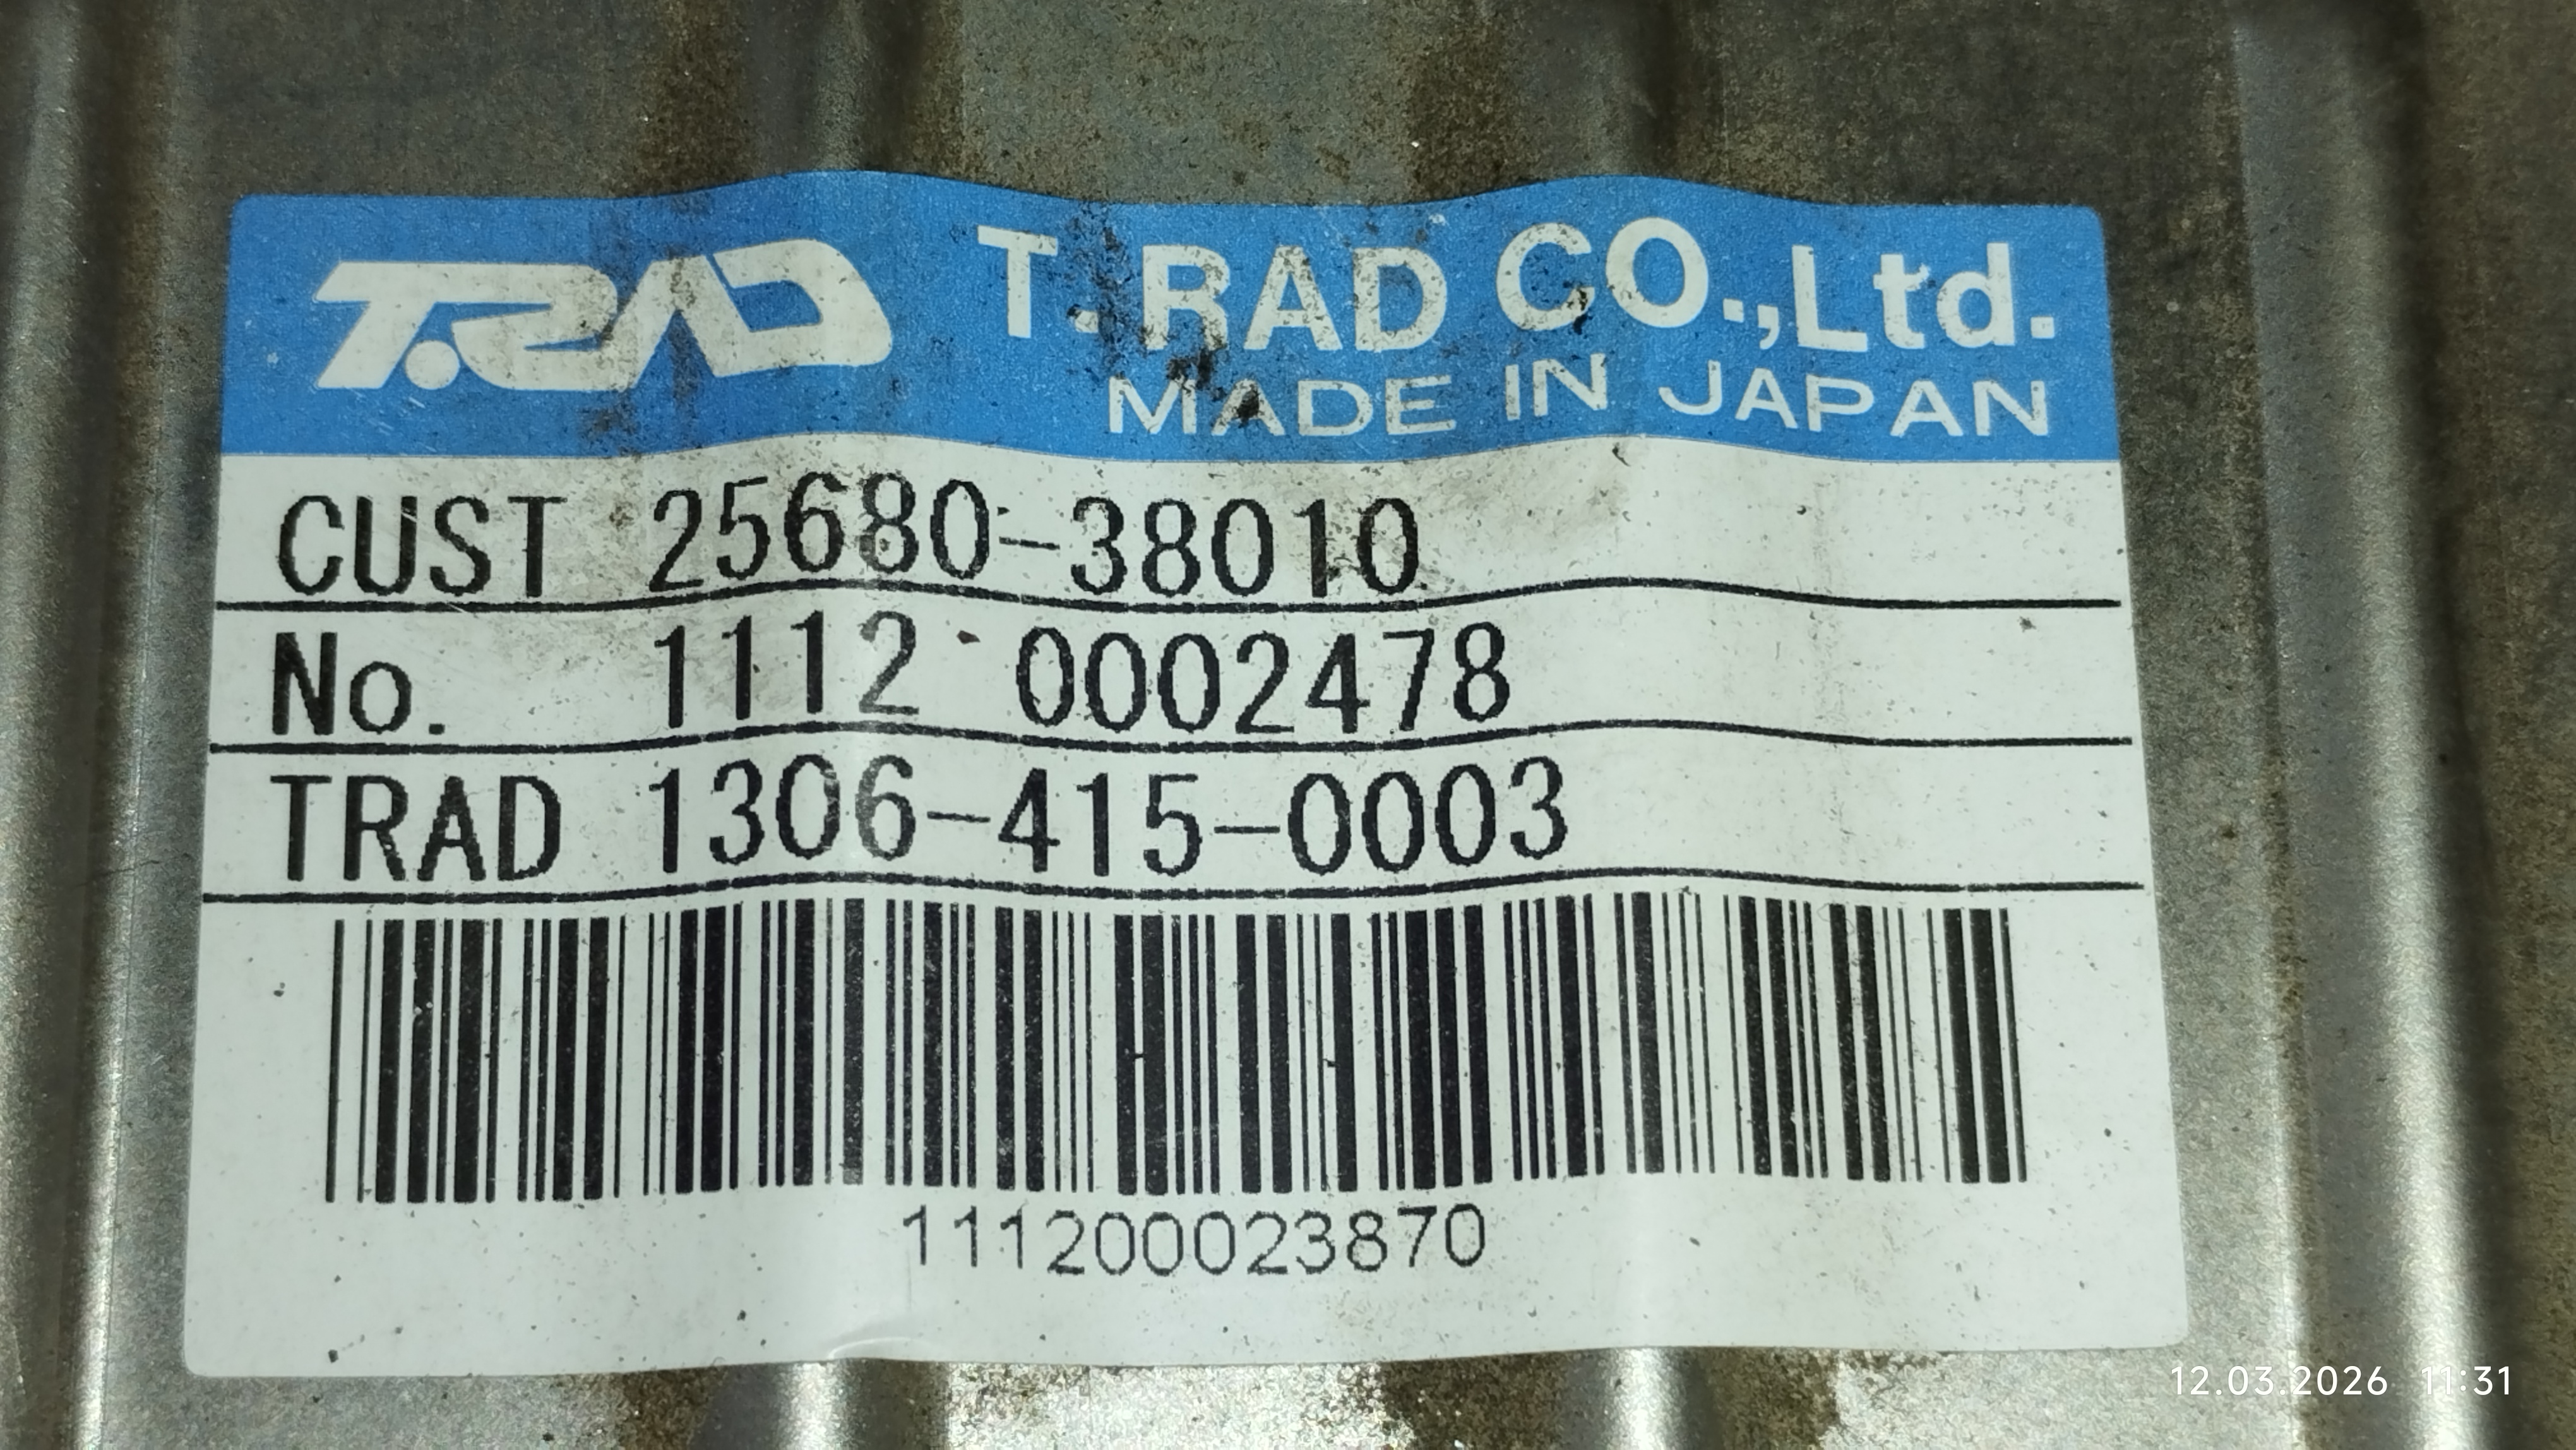 T.RAD T.RAD CO.,Ltd.
MADE IN JAPAN
CUST 25680-38010
No. 1112 0002478
TRAD 1306-415-0003
111200023870
12.03.2026 11:31